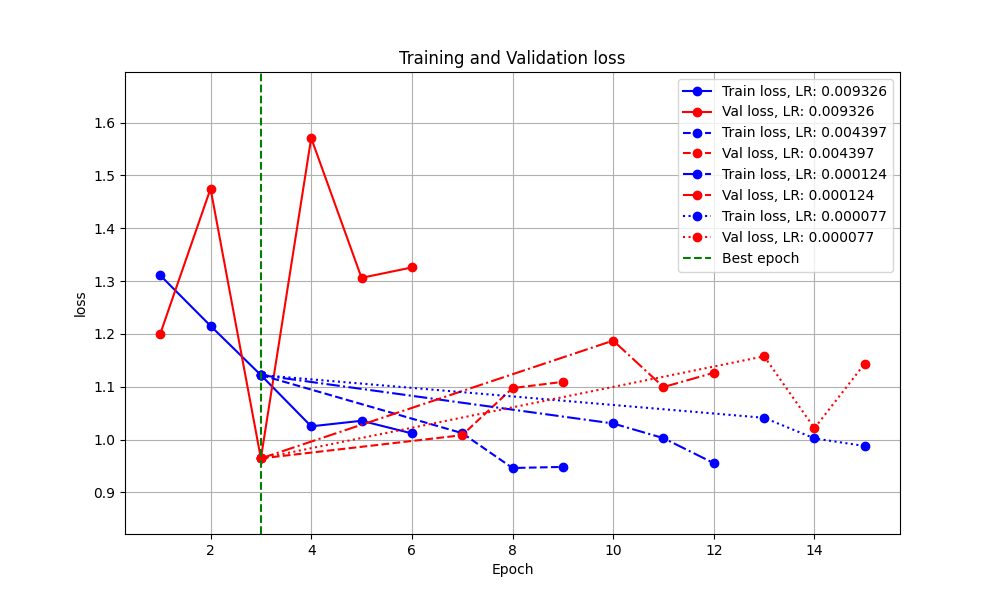 Training and Validation loss
Train loss, LR: 0.009326
Val loss, LR: 0.009326
Train loss, LR: 0.004397
Val loss, LR: 0.004397
Train loss, LR: 0.000124
Val loss, LR: 0.000124
Train loss, LR: 0.000077
Val loss, LR: 0.000077
Best epoch
loss
1.6
1.5
1.4
1.3
1.2
1.1
1.0
0.9
2 4 6 8 10 12 14
Epoch